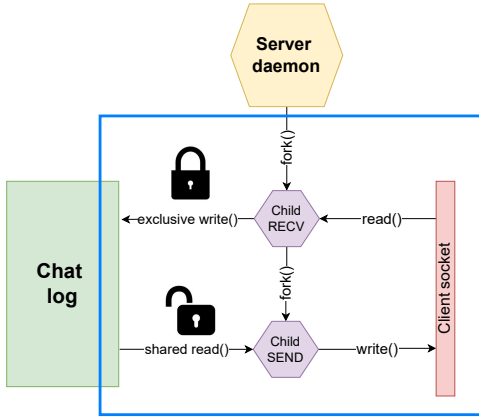 Server
daemon
fork()
exclusive write()
Child
RECV
read()
Chat
log
fork()
Client socket
shared read()
Child
SEND
write()